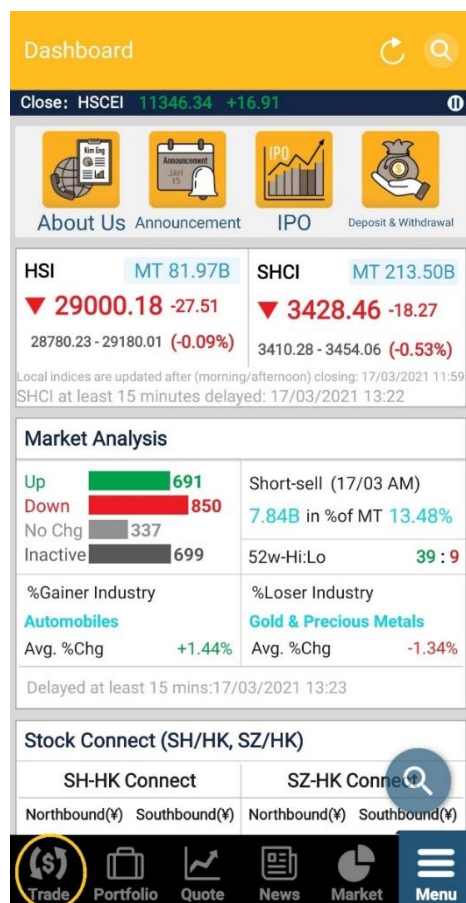 Dashboard
Close: HSCEI 11346.34 +16.91
Kim Eng
Announcement
JAN
15
IPO
About Us Announcement IPO Deposit & Withdrawal
HSI MT 81.97B
▼ 29000.18 -27.51
28780.23 - 29180.01 (-0.09%)
SHCI MT 213.50B
▼ 3428.46 -18.27
3410.28 - 3454.06 (-0.53%)
Local indices are updated after (morning/afternoon) closing: 17/03/2021 11:59
SHCI at least 15 minutes delayed: 17/03/2021 13:22
Market Analysis
Up 691
Down 850
No Chg 337
Inactive 699
Short-sell (17/03 AM)
7.84B in %of MT 13.48%
52w-Hi:Lo 39 : 9
%Gainer Industry
Automobiles
Avg. %Chg +1.44%
%Loser Industry
Gold & Precious Metals
Avg. %Chg -1.34%
Delayed at least 15 mins:17/03/2021 13:23
Stock Connect (SH/HK, SZ/HK)
SH-HK Connect SZ-HK Connect
Northbound(¥) Southbound(¥) Northbound(¥) Southbound(¥)
Trade Portfolio Quote News Market Menu